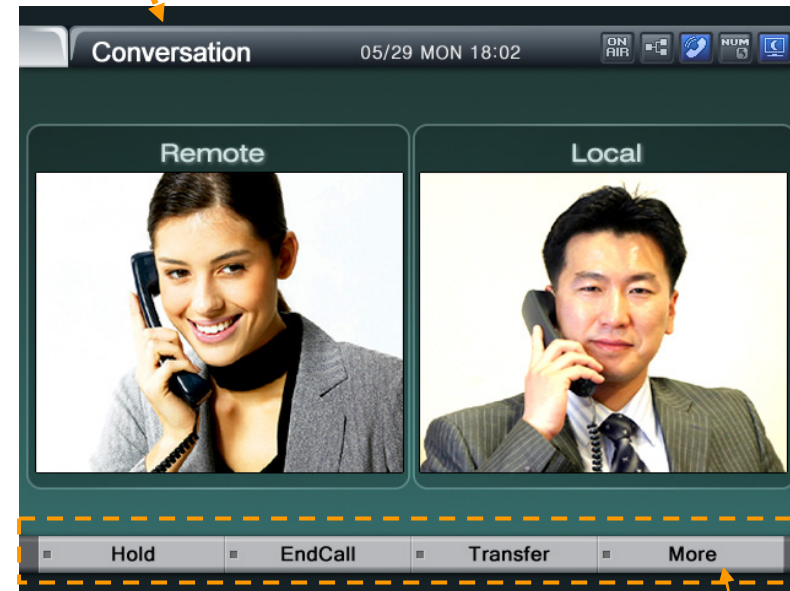 Conversation 05/29 MON 18:02 ON AIR NUM
Remote Local
Hold EndCall Transfer More